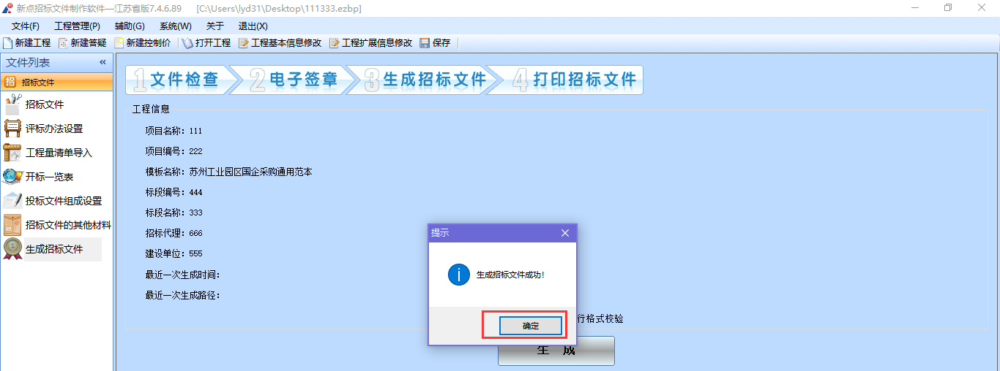 新点招标文件制作软件—江苏省版7.4.6.89 [C:\Users\lyd31\Desktop\111333.ezbp]
文件(F) 工程管理(P) 辅助(G) 系统(W) 关于 退出(X)
新建工程 新建答疑 新建控制价 打开工程 工程基本信息修改 工程扩展信息修改 保存
文件列表 «
招 招标文件
招标文件
评标办法设置
工程量清单导入
开标一览表
投标文件组成设置
招标文件的其他材料
生成招标文件
1 文件检查 2 电子签章 3 生成招标文件 4 打印招标文件
工程信息
项目名称: 111
项目编号: 222
模板名称: 苏州工业园区国企采购通用范本
标段编号: 444
标段名称: 333
招标代理: 666
建设单位: 555
最近一次生成时间:
最近一次生成路径:
行格式校验
生 成
提示
生成招标文件成功!
确定